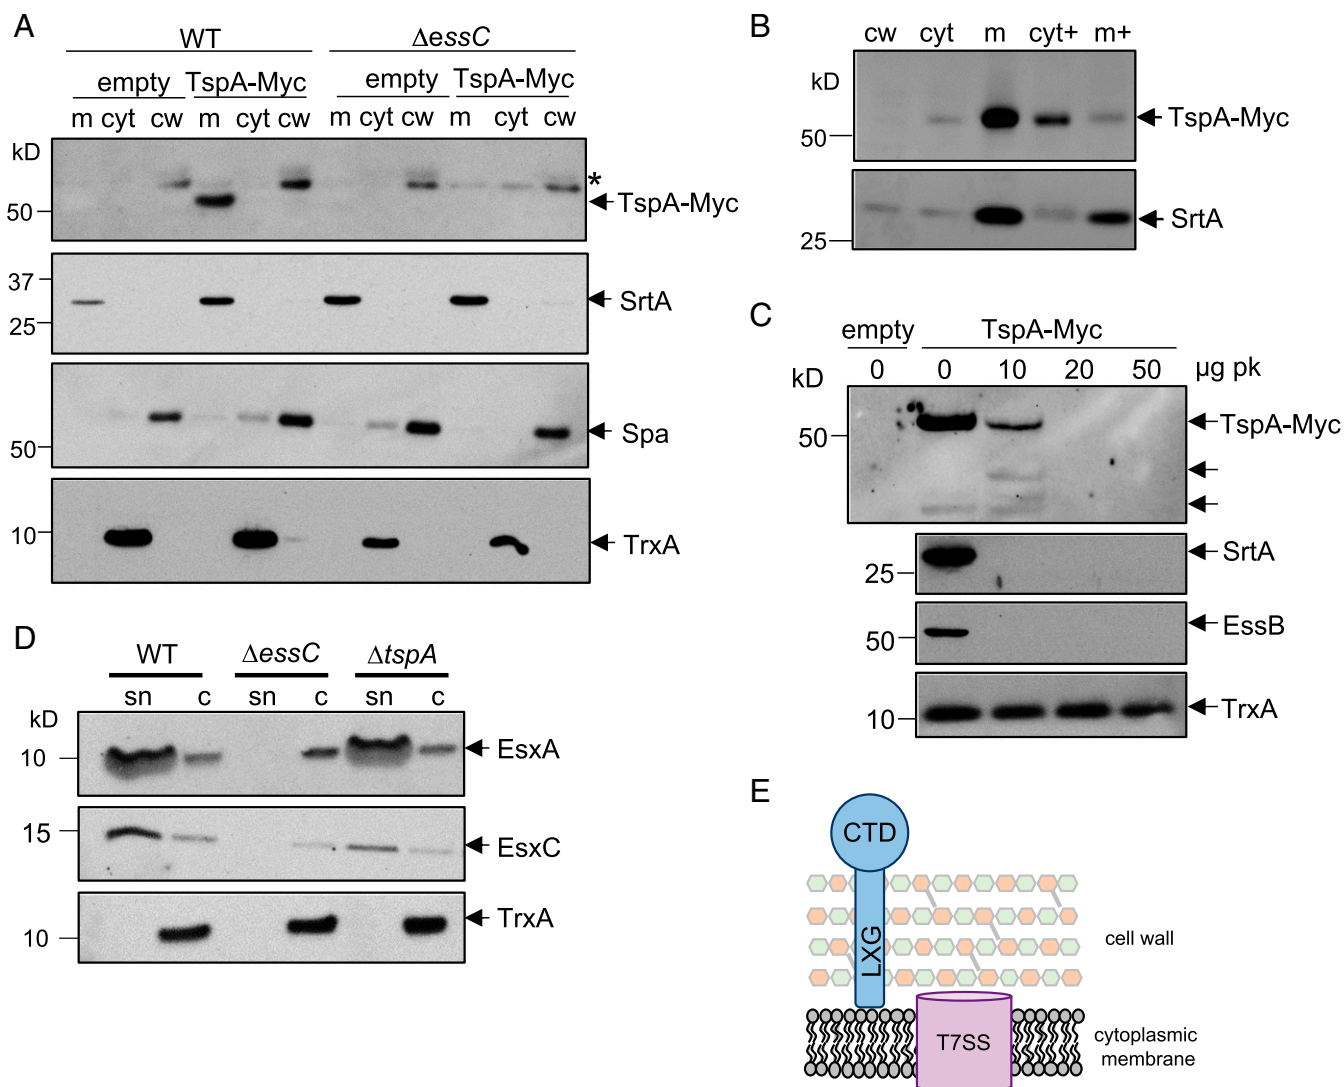 A
WT ΔessC
empty TspA-Myc empty TspA-Myc
m cyt cw m cyt cw m cyt cw m cyt cw
kD
*
50 TspA-Myc
37
SrtA
25
Spa
50
10 TrxA
B
cw cyt m cyt+ m+
kD
TspA-Myc
50
SrtA
25
C
empty TspA-Myc
0 0 10 20 50 µg pk
kD
TspA-Myc
50
SrtA
25
EssB
50
TrxA
10
D
WT ΔessC ΔtspA
sn c sn c sn c
kD
10 EsxA
15
EsxC
TrxA
10
E
CTD
LXG
cell wall
T7SS
cytoplasmic
membrane